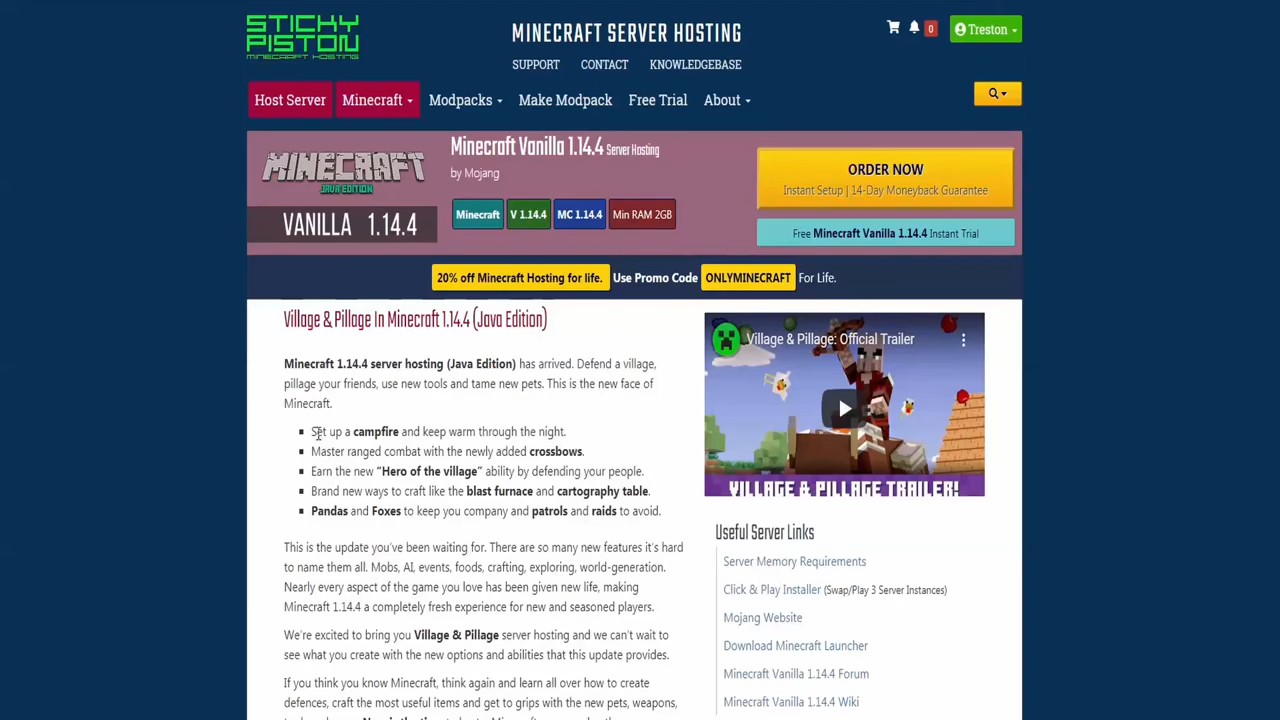 STICKY
PISTON
MINECRAFT HOSTING
MINECRAFT SERVER HOSTING
SUPPORT CONTACT KNOWLEDGEBASE
0
Treston
Host Server Minecraft Modpacks Make Modpack Free Trial About
MINECRAFT
JAVA EDITION
VANILLA 1.14.4
Minecraft Vanilla 1.14.4 Server Hosting
by Mojang
Minecraft V 1.14.4 MC 1.14.4 Min RAM 2GB
ORDER NOW
Instant Setup | 14-Day Moneyback Guarantee
Free Minecraft Vanilla 1.14.4 Instant Trial
20% off Minecraft Hosting for life. Use Promo Code ONLYMINECRAFT For Life.
Village & Pillage In Minecraft 1.14.4 (Java Edition)
Minecraft 1.14.4 server hosting (Java Edition) has arrived. Defend a village,
pillage your friends, use new tools and tame new pets. This is the new face of
Minecraft.
Set up a campfire and keep warm through the night.
Master ranged combat with the newly added crossbows.
Earn the new “Hero of the village” ability by defending your people.
Brand new ways to craft like the blast furnace and cartography table.
Pandas and Foxes to keep you company and patrols and raids to avoid.
This is the update you’ve been waiting for. There are so many new features it’s hard
to name them all. Mobs, AI, events, foods, crafting, exploring, world-generation.
Nearly every aspect of the game you love has been given new life, making
Minecraft 1.14.4 a completely fresh experience for new and seasoned players.
We’re excited to bring you Village & Pillage server hosting and we can’t wait to
see what you create with the new options and abilities that this update provides.
If you think you know Minecraft, think again and learn all over how to create
defences, craft the most useful items and get to grips with the new pets, weapons,
Village & Pillage: Official Trailer
VILLAGE & PILLAGE TRAILER!
Useful Server Links
Server Memory Requirements
Click & Play Installer (Swap/Play 3 Server Instances)
Mojang Website
Download Minecraft Launcher
Minecraft Vanilla 1.14.4 Forum
Minecraft Vanilla 1.14.4 Wiki